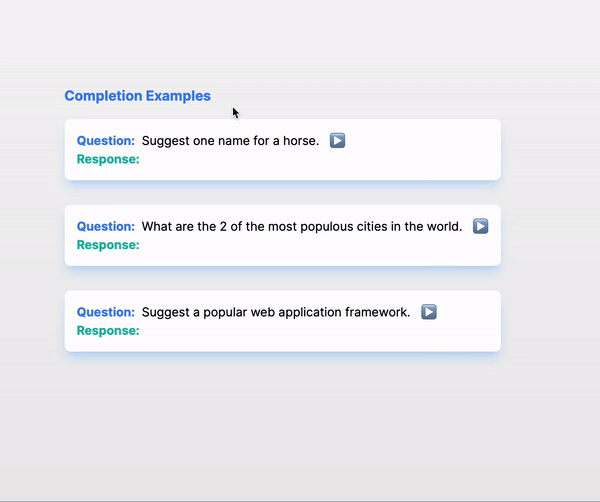 Completion Examples
Question: Suggest one name for a horse.
Response:
Question: What are the 2 of the most populous cities in the world.
Response:
Question: Suggest a popular web application framework.
Response: